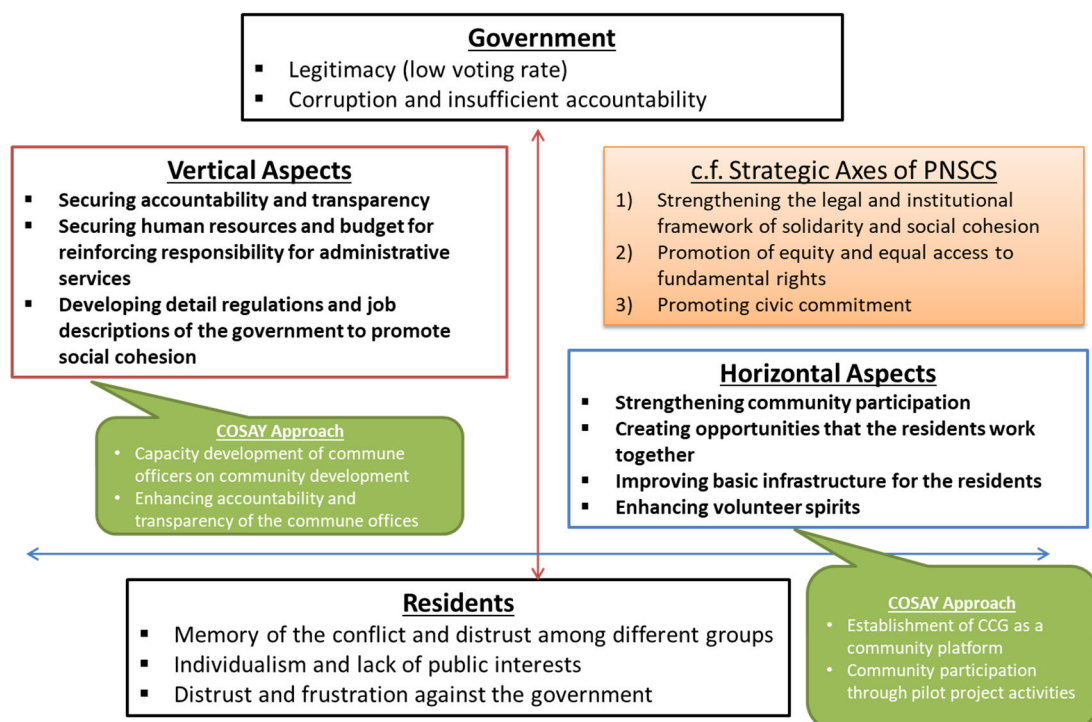 Government
▪ Legitimacy (low voting rate)
▪ Corruption and insufficient accountability
Vertical Aspects
▪ Securing accountability and transparency
▪ Securing human resources and budget for
reinforcing responsibility for administrative
services
▪ Developing detail regulations and job
descriptions of the government to promote
social cohesion
c.f. Strategic Axes of PNSCS
1) Strengthening the legal and institutional
framework of solidarity and social cohesion
2) Promotion of equity and equal access to
fundamental rights
3) Promoting civic commitment
COSAY Approach
• Capacity development of commune
officers on community development
• Enhancing accountability and
transparency of the commune offices
Horizontal Aspects
▪ Strengthening community participation
▪ Creating opportunities that the residents work
together
▪ Improving basic infrastructure for the residents
▪ Enhancing volunteer spirits
Residents
▪ Memory of the conflict and distrust among different groups
▪ Individualism and lack of public interests
▪ Distrust and frustration against the government
COSAY Approach
• Establishment of CCG as a
community platform
• Community participation
through pilot project activities